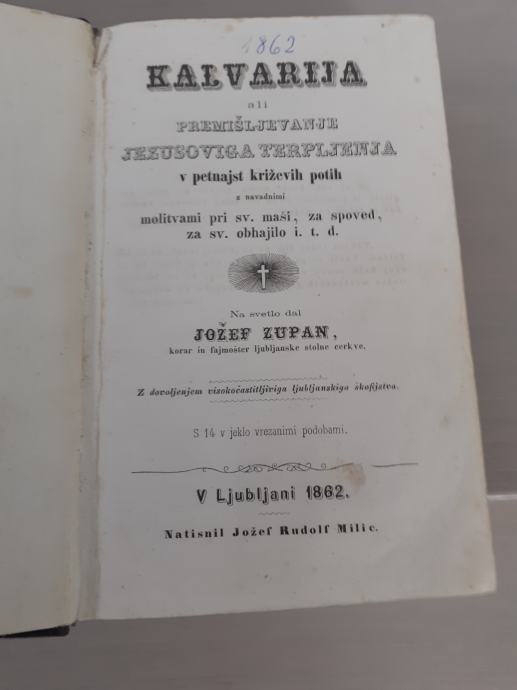 1862
KALVARIJA
ali
PREMIŠLJEVANJE
JEZUSOVIGA TERPLJENJA
v petnajst križevih potih
z navadnimi
molitvami pri sv. maši, za spoved,
za sv. obhajilo i. t. d.
Na svetlo dal
JOŽEF ZUPAN,
korar in fajmošter ljubljanske stolne cerkve.
Z dovoljenjem visokočastitljiviga ljubljanskiga škofijstva.
S 14 v jeklo vrezanimi podobami.
V Ljubljani 1862.
Natisnil Jožef Rudolf Milic.